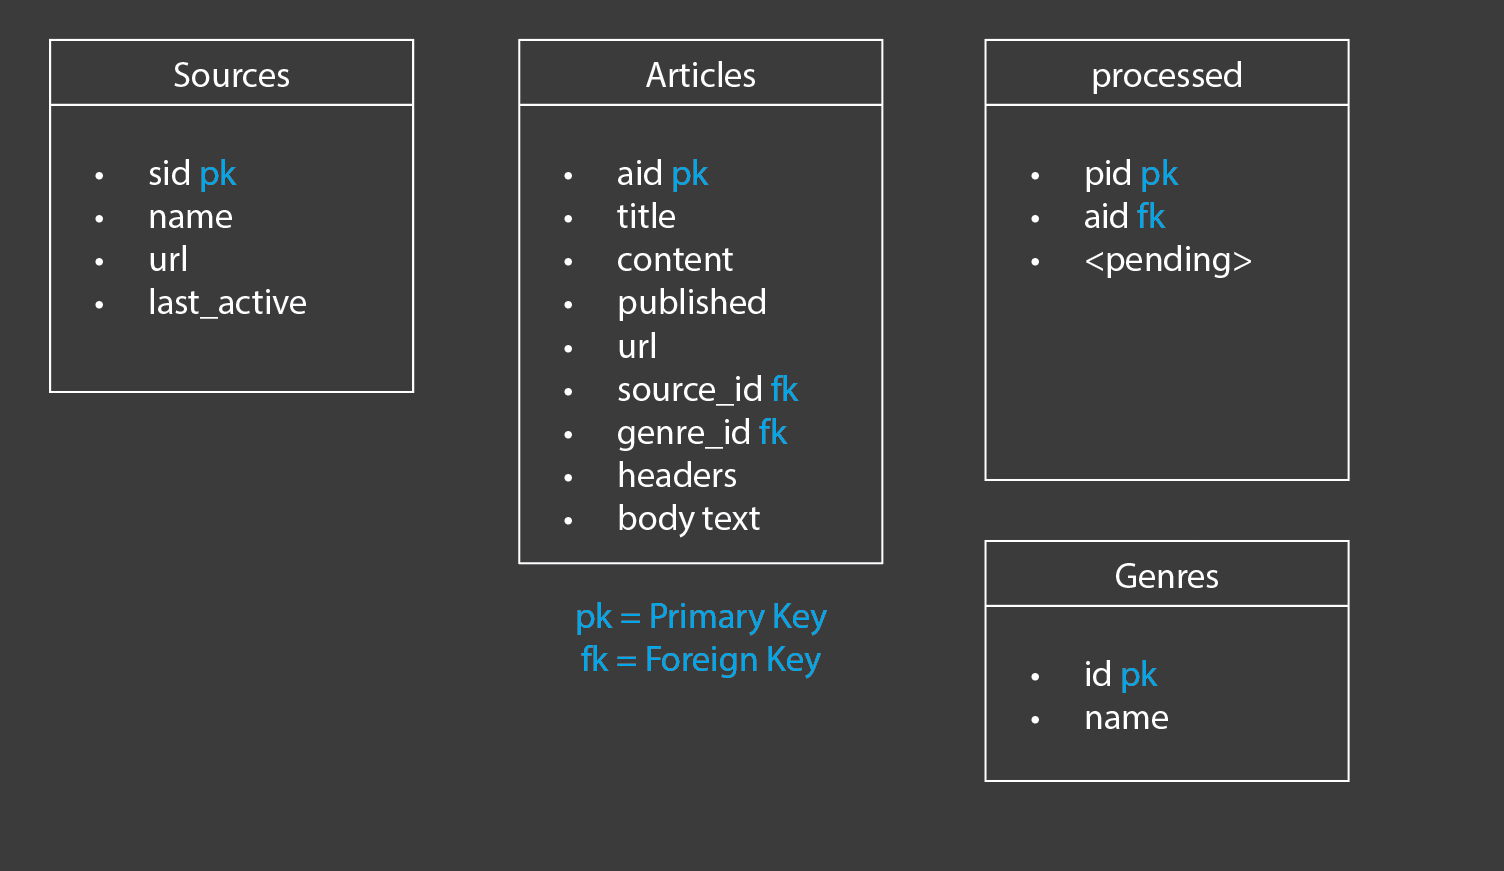 Sources
• sid pk
• name
• url
• last_active
Articles
• aid pk
• title
• content
• published
• url
• source_id fk
• genre_id fk
• headers
• body text
pk = Primary Key
fk = Foreign Key
processed
• pid pk
• aid fk
• <pending>
Genres
• id pk
• name